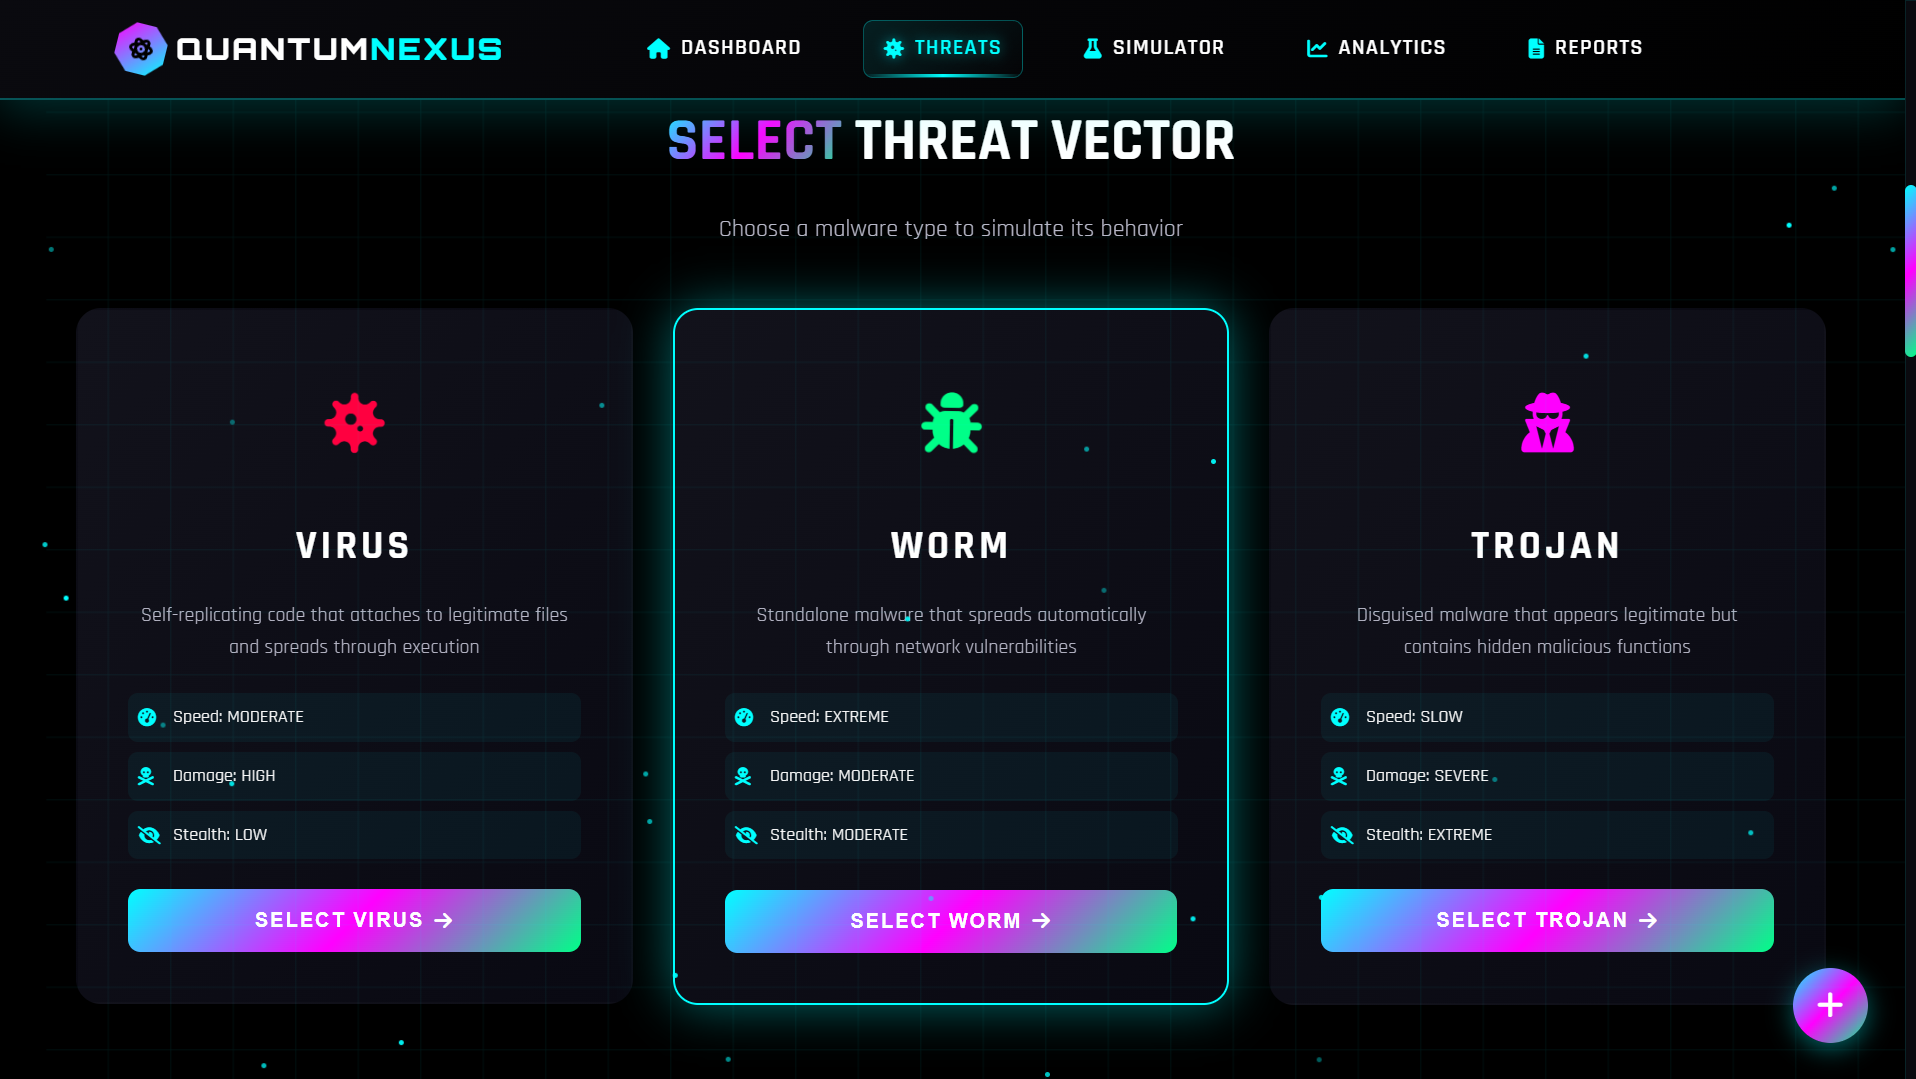 QUANTUMNEXUS
DASHBOARD
THREATS
SIMULATOR
ANALYTICS
REPORTS
SELECT THREAT VECTOR
Choose a malware type to simulate its behavior
VIRUS
Self-replicating code that attaches to legitimate files
and spreads through execution
Speed: MODERATE
Damage: HIGH
Stealth: LOW
SELECT VIRUS →
WORM
Standalone malware that spreads automatically
through network vulnerabilities
Speed: EXTREME
Damage: MODERATE
Stealth: MODERATE
SELECT WORM →
TROJAN
Disguised malware that appears legitimate but
contains hidden malicious functions
Speed: SLOW
Damage: SEVERE
Stealth: EXTREME
SELECT TROJAN →